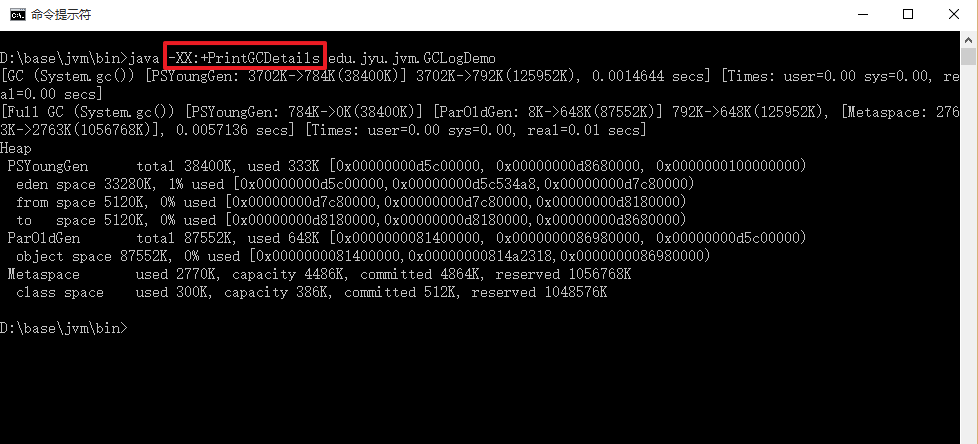 命令提示符
D:\base\jvm\bin>java -XX:+PrintGCDetails edu.jyu.jvm.GCLogDemo
[GC (System.gc()) [PSYoungGen: 3702K->784K(38400K)] 3702K->792K(125952K), 0.0014644 secs] [Times: user=0.00 sys=0.00, re
al=0.00 secs]
[Full GC (System.gc()) [PSYoungGen: 784K->0K(38400K)] [ParOldGen: 8K->648K(87552K)] 792K->648K(125952K), [Metaspace: 276
3K->2763K(1056768K)], 0.0057136 secs] [Times: user=0.00 sys=0.00, real=0.01 secs]
Heap
PSYoungGen total 38400K, used 333K [0x00000000d5c00000, 0x00000000d8680000, 0x0000000100000000)
eden space 33280K, 1% used [0x00000000d5c00000,0x00000000d5c534a8,0x00000000d7c80000)
from space 5120K, 0% used [0x00000000d7c80000,0x00000000d7c80000,0x00000000d8180000)
to space 5120K, 0% used [0x00000000d8180000,0x00000000d8180000,0x00000000d8680000)
ParOldGen total 87552K, used 648K [0x0000000081400000, 0x0000000086980000, 0x00000000d5c00000)
object space 87552K, 0% used [0x0000000081400000,0x00000000814a2318,0x0000000086980000)
Metaspace used 2770K, capacity 4486K, committed 4864K, reserved 1056768K
class space used 300K, capacity 386K, committed 512K, reserved 1048576K
D:\base\jvm\bin>